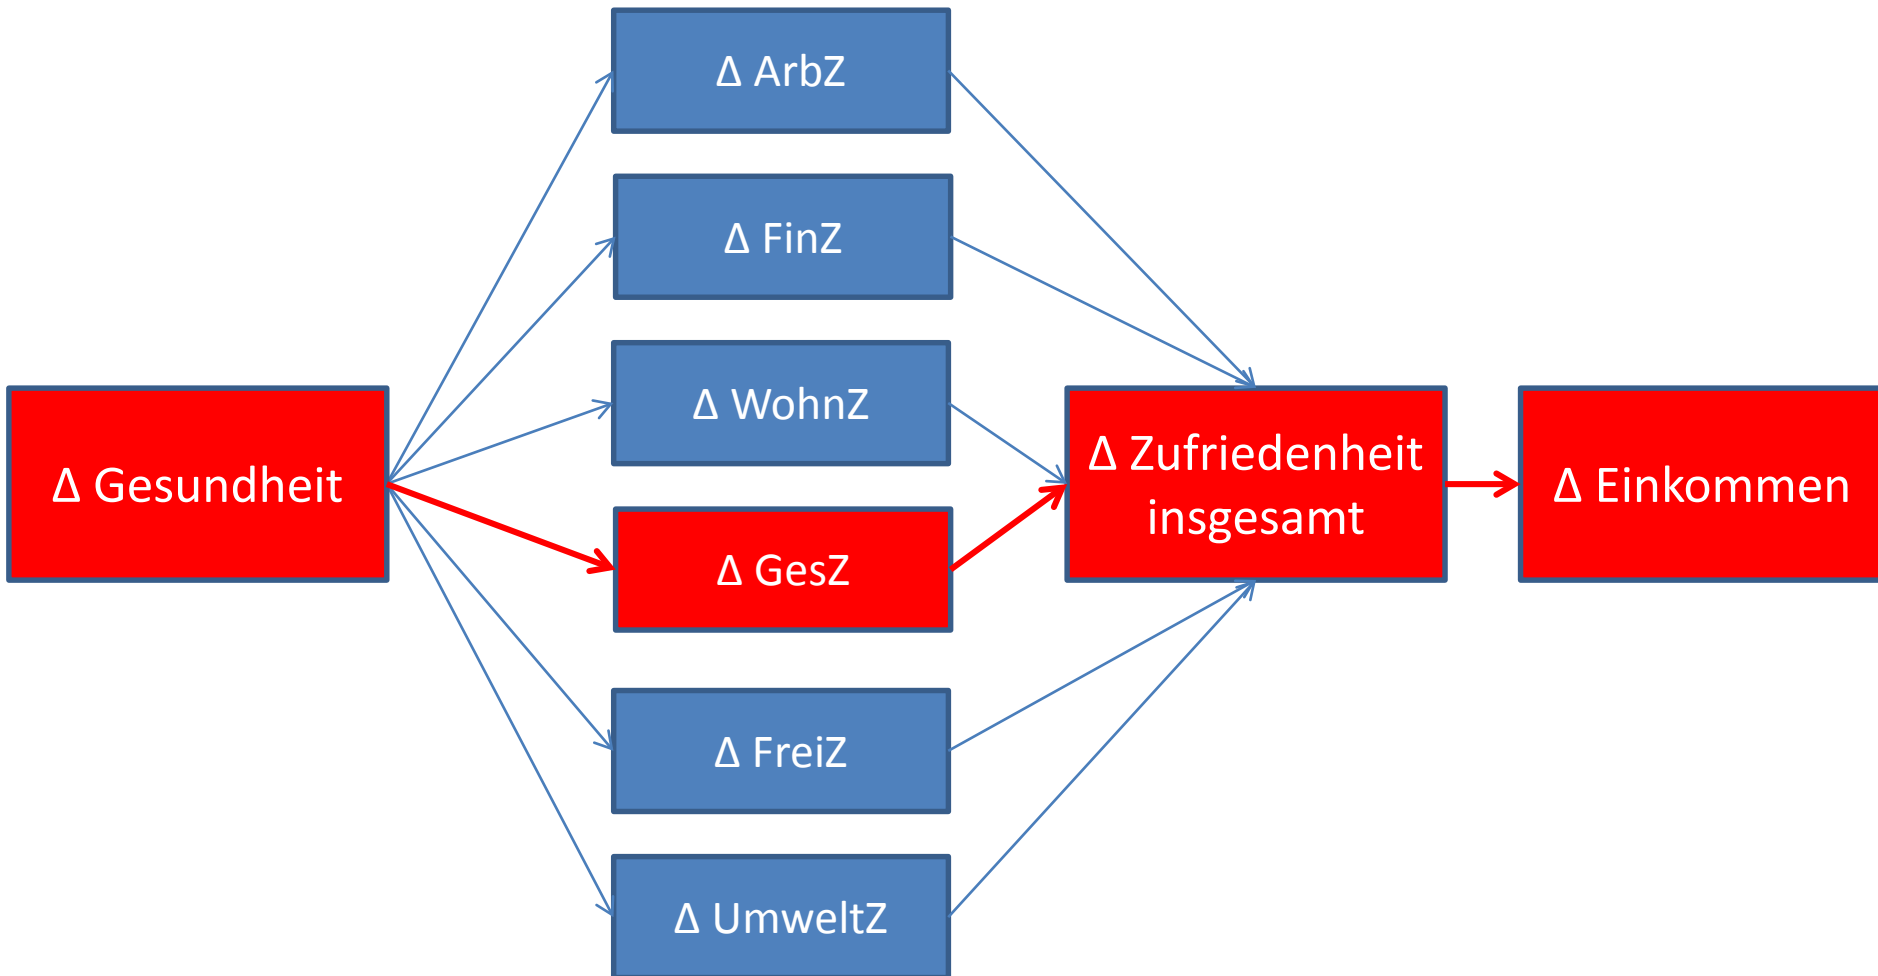 Δ Gesundheit
Δ ArbZ
Δ FinZ
Δ WohnZ
Δ GesZ
Δ FreiZ
Δ UmweltZ
Δ Zufriedenheit
insgesamt
Δ Einkommen